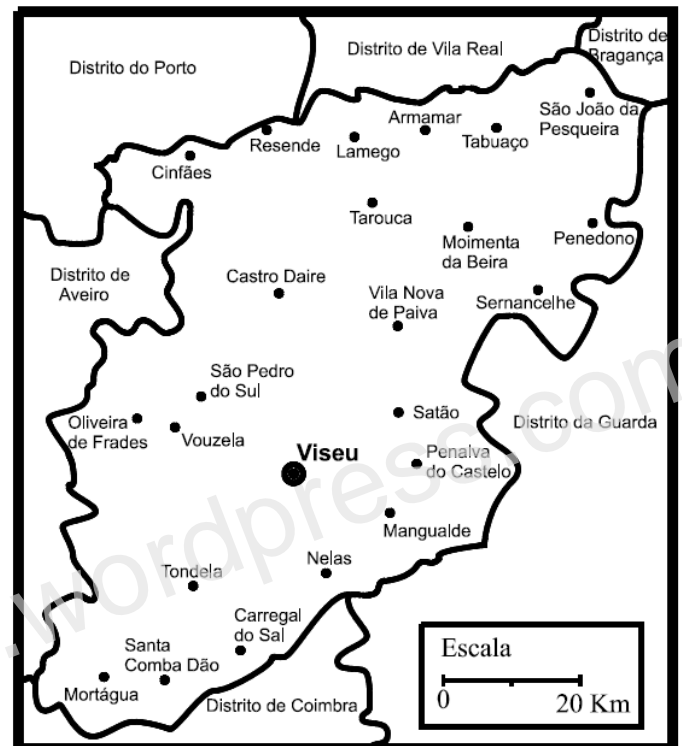 Distrito do Porto
Distrito de Vila Real
Distrito de
Bragança
São João da
Pesqueira
Armamar
Tabuaço
Resende
Lamego
Cinfães
Tarouca
Moimenta
da Beira
Penedono
Distrito de
Aveiro
Castro Daire
Vila Nova
de Paiva
Sernancelhe
São Pedro
do Sul
Oliveira
de Frades
Vouzela
Satão
Distrito da Guarda
Viseu
Penalva
do Castelo
Mangualde
Nelas
Tondela
Carregal
do Sal
Santa
Comba Dão
Mortágua
Distrito de Coimbra
Escala
0 20 Km
.wordpress.com